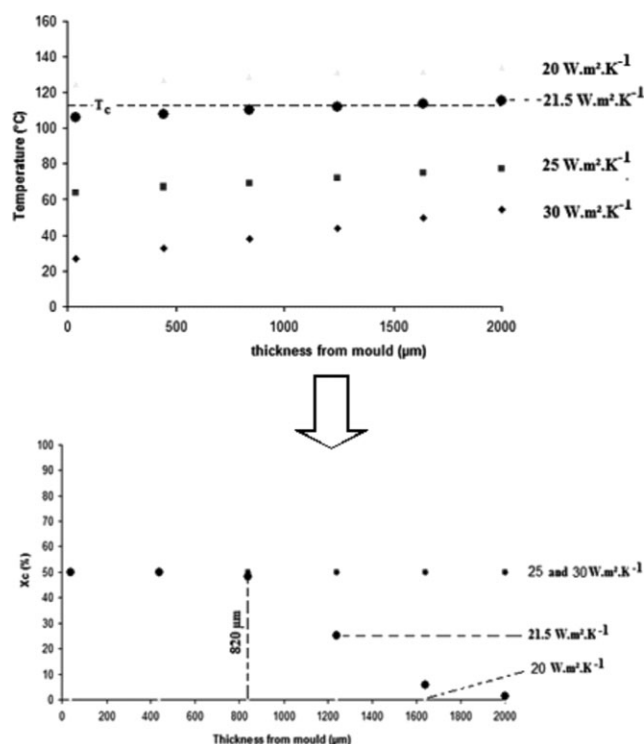 160
140
120
100
80
60
40
20
0
Temperature (°C)
T c
20 W.m².K-1
21.5 W.m².K-1
25 W.m².K-1
30 W.m².K-1
0 500 1000 1500 2000
thickness from mould (µm)
100
90
80
70
60
50
40
30
20
10
0
Xc (%)
820 µm
25 and 30W.m².K-1
21.5 W.m².K-1
20 W.m².K-1
0 200 400 600 800 1000 1200 1400 1600 1800 2000
Thickness from mould (µm)